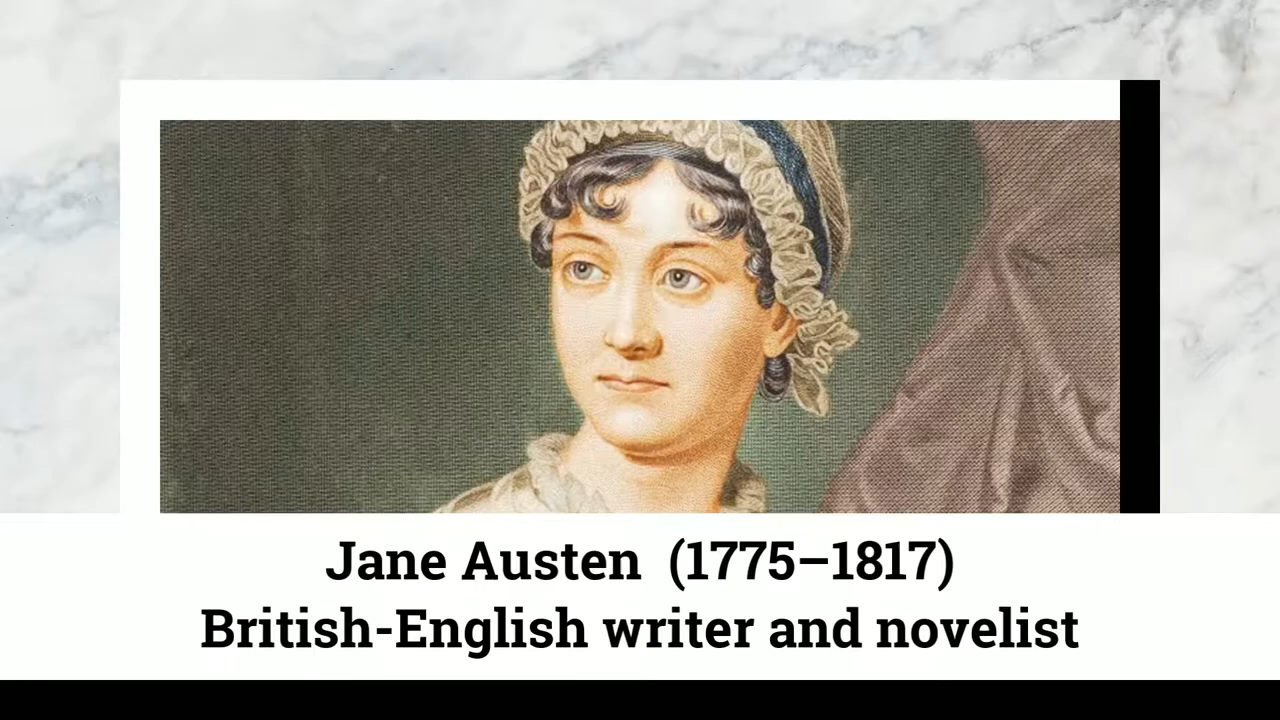 Jane Austen (1775–1817)
British-English writer and novelist